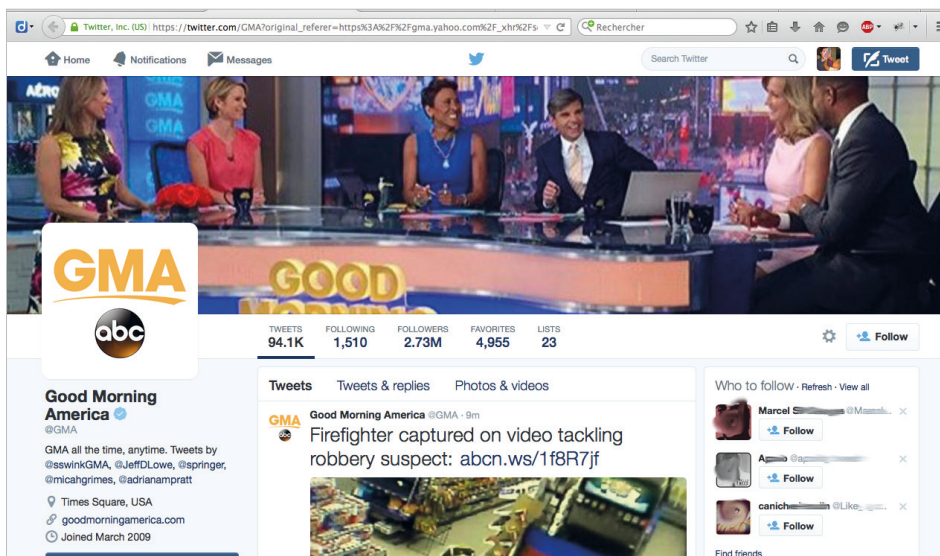 Twitter, Inc. (US) https://twitter.com/GMA?original_referer=https%3A%2F%2Fgma.yahoo.com%2F_xhr%2Fs
Rechercher
ABP
Home Notifications Messages
Search Twitter
Tweet
GMA
GMA
GOOD
MORNING
GMA
abc
TWEETS FOLLOWING FOLLOWERS FAVORITES LISTS
94.1K 1,510 2.73M 4,955 23
Follow
Good Morning
America
@GMA
GMA all the time, anytime. Tweets by
@sswinkGMA, @JeffDLowe, @springer,
@micahgrimes, @adrianampratt
Times Square, USA
goodmorningamerica.com
Joined March 2009
Tweets Tweets & replies Photos & videos
GMA
abc
Good Morning America @GMA · 9m
Firefighter captured on video tackling
robbery suspect: abcn.ws/1f8R7jf
Who to follow · Refresh · View all
Marcel
Follow
Follow
@Like
Follow
Find friends